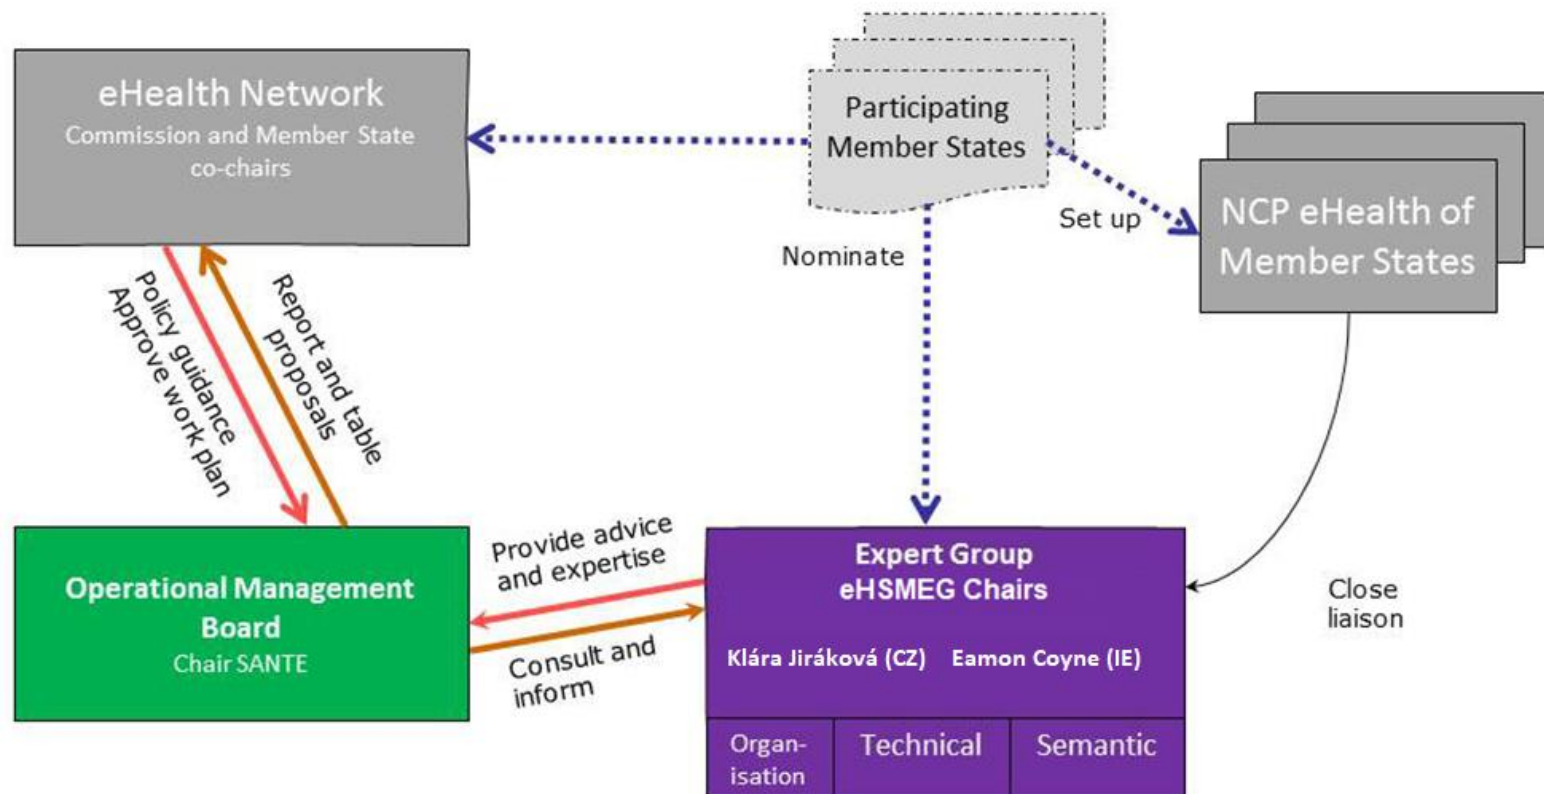 eHealth Network
Commission and Member State
co-chairs
Participating
Member States
NCP eHealth of
Member States
Set up
Nominate
Policy guidance
Approve work plan
Report and table
proposals
Operational Management
Board
Chair SANTE
Provide advice
and expertise
Consult and
inform
Expert Group
eHSMEG Chairs
Klára Jiráková (CZ) Eamon Coyne (IE)
Organ-
isation
Technical
Semantic
Close
liaison